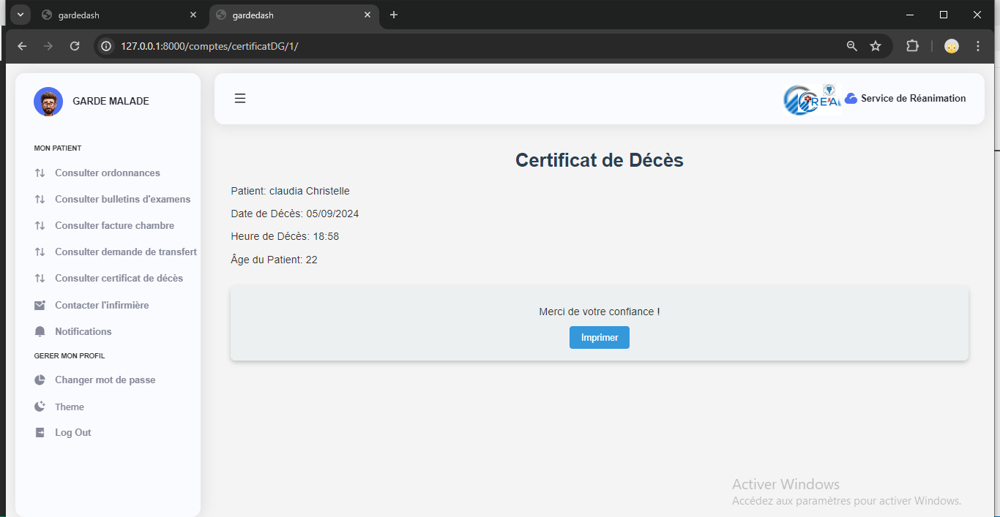 gardedash
gardedash
127.0.0.1:8000/comptes/certificatDG/1/
GARDE MALADE
MON PATIENT
Consulter ordonnances
Consulter bulletins d'examens
Consulter facture chambre
Consulter demande de transfert
Consulter certificat de décès
Contacter l'infirmière
Notifications
GERER MON PROFIL
Changer mot de passe
Theme
Log Out
REA
Service de Réanimation
Certificat de Décès
Patient: claudia Christelle
Date de Décès: 05/09/2024
Heure de Décès: 18:58
Âge du Patient: 22
Merci de votre confiance !
Imprimer
Activer Windows
Accédez aux paramètres pour activer Windows.